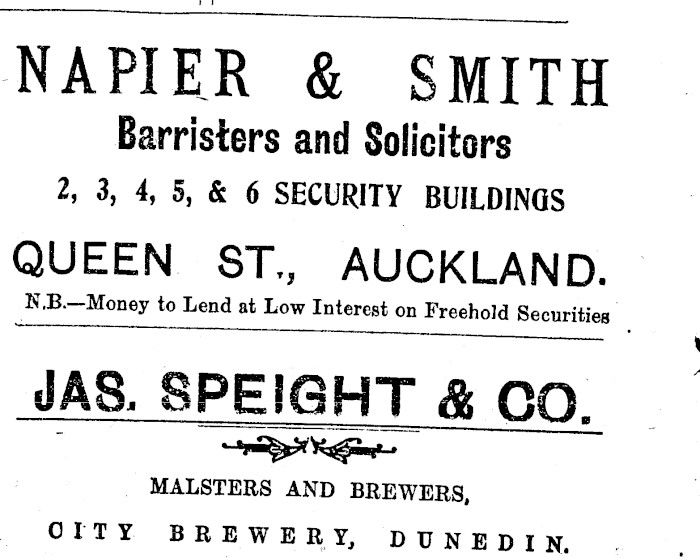 NAPIER & SMITH
Barristers and Solicitors
2, 3, 4, 5, & 6 SECURITY BUILDINGS
QUEEN ST., AUCKLAND.
N.B.—Money to Lend at Low Interest on Freehold Securities
JAS. SPEIGHT & CO.
MALSTERS AND BREWERS,
CITY BREWERY, DUNEDIN.